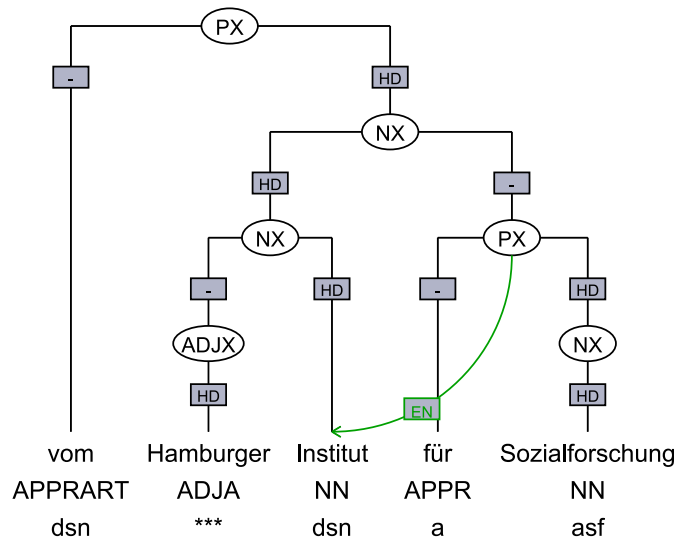 PX
- HD
NX
HD -
NX PX
- HD - HD
ADJX NX
HD EN HD
vom Hamburger Institut für Sozialforschung
APPRART ADJA NN APPR NN
dsn *** dsn a asf